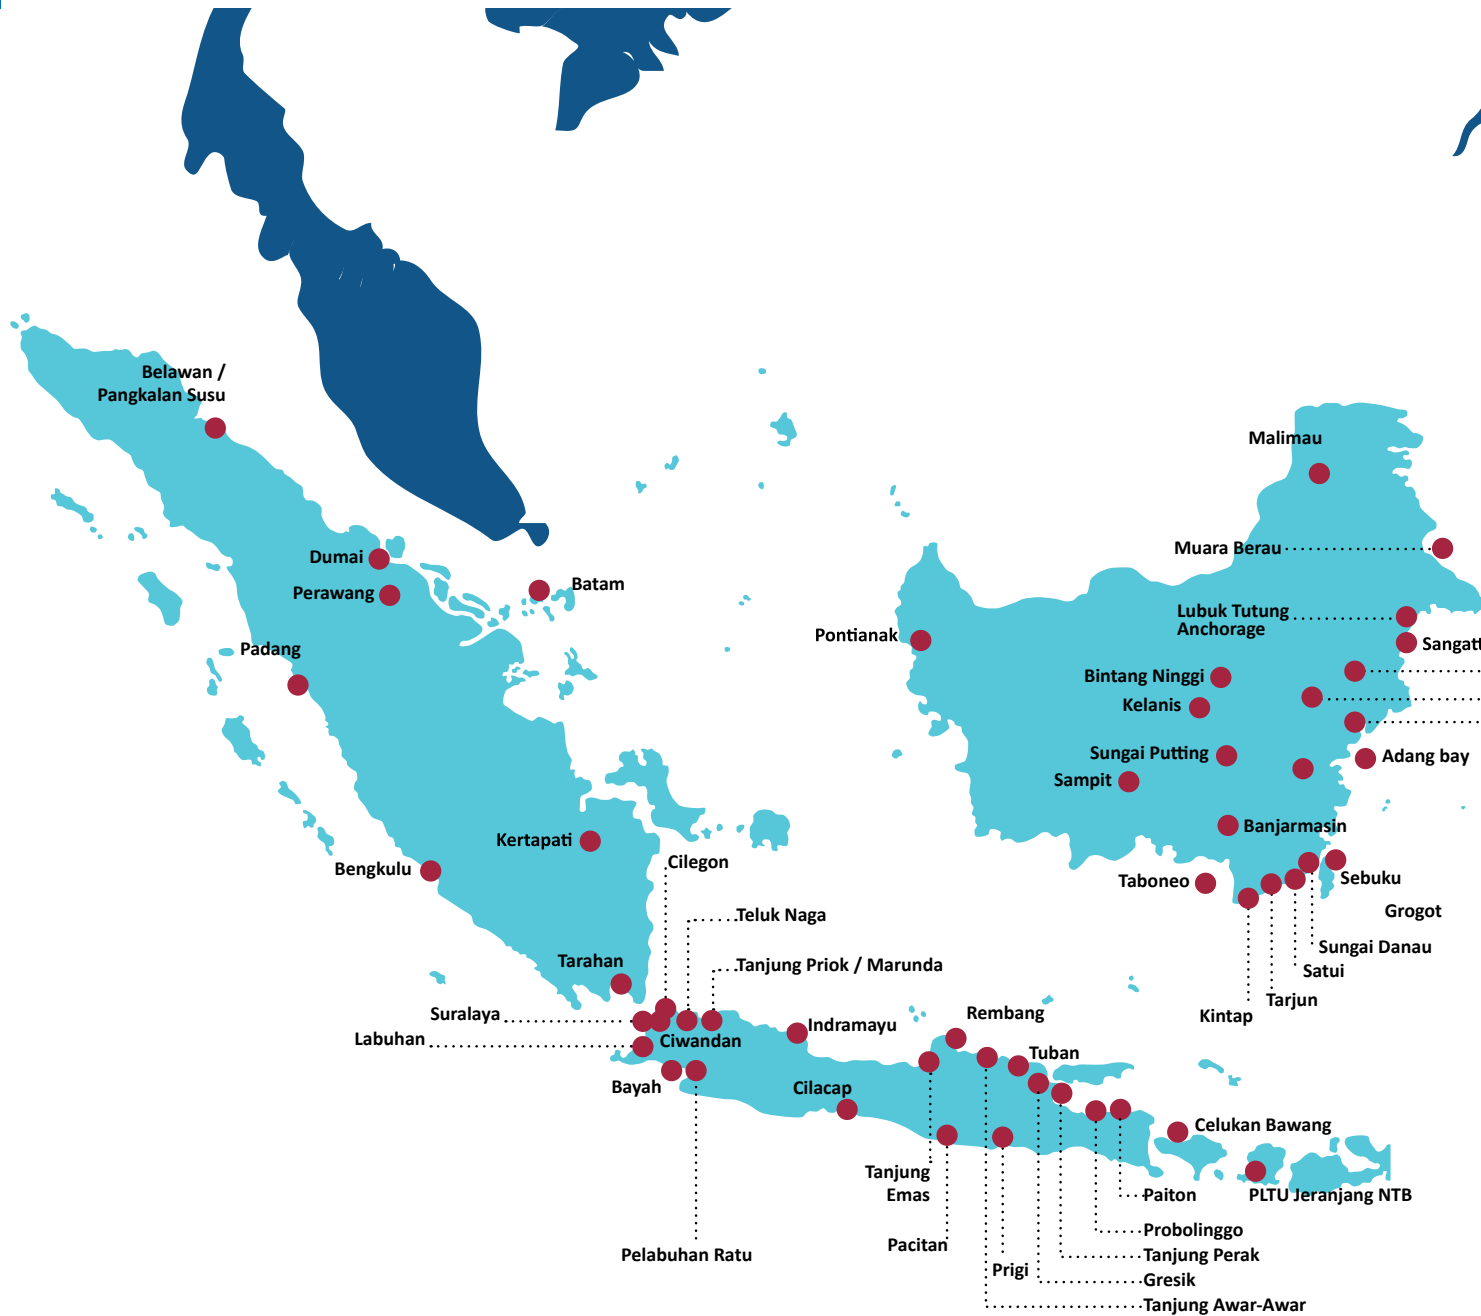 Belawan /
Pangkalan Susu
Malimau
Dumai
Muara Berau
Perawang
Batam
Lubuk Tutung
Anchorage
Pontianak
Sangatt
Padang
Bintang Ninggi
Kelanis
Sungai Putting
Adang bay
Sampit
Banjarmasin
Kertapati
Cilegon
Bengkulu
Taboneo
Sebuku
Teluk Naga
Grogot
Sungai Danau
Tarahan
Tanjung Priok / Marunda
Satui
Tarjun
Suralaya
Rembang
Kintap
Indramayu
Labuhan
Ciwandan
Tuban
Bayah
Cilacap
Celukan Bawang
Tanjung
Emas
Paiton
PLTU Jeranjang NTB
Probolinggo
Pacitan
Pelabuhan Ratu
Tanjung Perak
Prigi
Gresik
Tanjung Awar-Awar